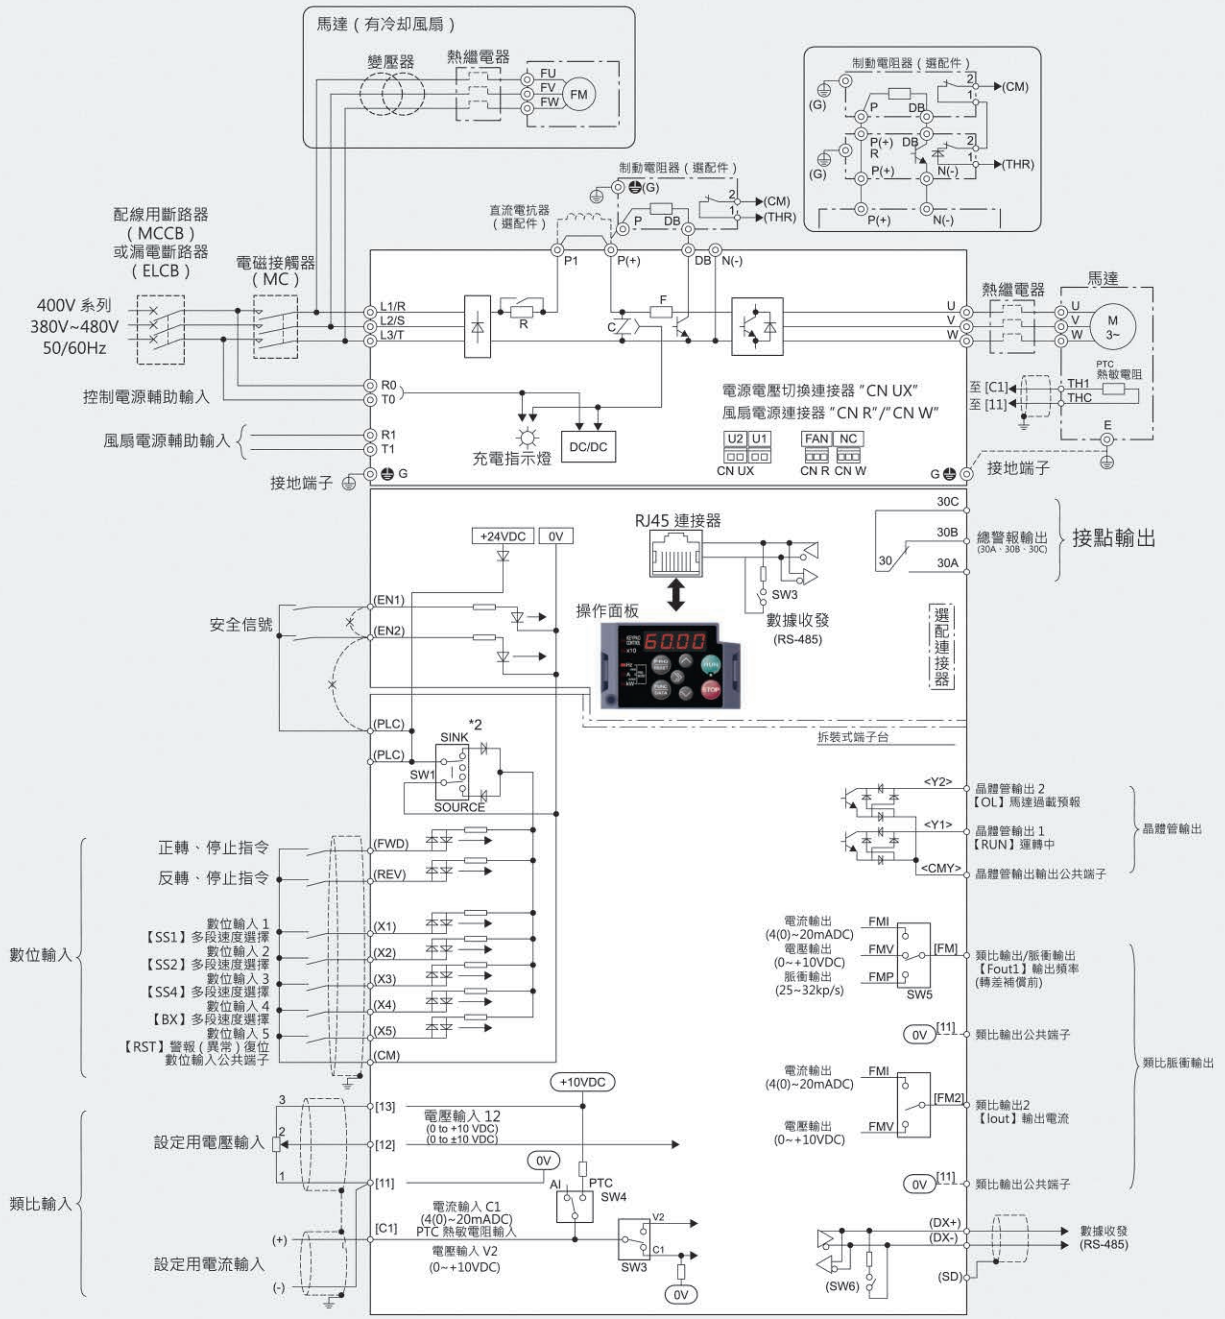 馬達（有冷却風扇）
變壓器
熱繼電器
FU
FV
FW
FM
制動電阻器（選配件）
(G)
P
DB
2
1
(CM)
(G)
P(+)
R
DB
2
1
(THR)
P(+)
N(-)
P(+)
N(-)
制動電阻器（選配件）
(G)
直流電抗器
（選配件）
P
DB
2
1
(CM)
(THR)
P1
P(+)
DB
N(-)
配線用斷路器
（MCCB）
或漏電斷路器
（ELCB）
電磁接觸器
（MC）
400V 系列
380V~480V
50/60Hz
L1/R
L2/S
L3/T
R
C
F
U
V
W
熱繼電器
馬達
U
V
W
M
3~
PTC
熱敏電阻
至 [C1]
至 [11]
TH1
THC
E
控制電源輔助輸入
R0
T0
風扇電源輔助輸入
R1
T1
接地端子
G
充電指示燈
DC/DC
電源電壓切換連接器 "CN UX"
風扇電源連接器 "CN R"/"CN W"
U2 U1
FAN NC
CN UX
CN R CN W
G
接地端子
+24VDC
0V
RJ45 連接器
SW3
數據收發
(RS-485)
操作面板
60.00
RUN
STOP
30C
30B
30
30A
總警報輸出
(30A、30B、30C)
接點輸出
選配連接器
安全信號
(EN1)
(EN2)
(PLC)
(PLC)
*2
SINK
SW1
SOURCE
拆裝式端子台
<Y2>
晶體管輸出 2
【OL】馬達過載預報
<Y1>
晶體管輸出 1
【RUN】運轉中
<CMY>
晶體管輸出輸出公共端子
晶體管輸出
數位輸入
正轉、停止指令
(FWD)
反轉、停止指令
(REV)
數位輸入 1
【SS1】多段速度選擇
(X1)
數位輸入 2
【SS2】多段速度選擇
(X2)
數位輸入 3
【SS4】多段速度選擇
(X3)
數位輸入 4
【BX】多段速度選擇
(X4)
數位輸入 5
【RST】警報（異常）復位
(X5)
數位輸入公共端子
(CM)
電流輸出
(4(0)~20mADC)
FMI
電壓輸出
(0~+10VDC)
FMV
脈衝輸出
(25~32kp/s)
FMP
SW5
[FM]
類比輸出/脈衝輸出
【Fout1】輸出頻率
(轉差補償前)
0V
[11]
類比輸出公共端子
電流輸出
(4(0)~20mADC)
FMI
電壓輸出
(0~+10VDC)
FMV
[FM2]
類比輸出2
【Iout】輸出電流
類比脈衝輸出
0V
[11]
類比輸出公共端子
類比輸入
設定用電壓輸入
3
2
1
[13]
[12]
[11]
+10VDC
電壓輸入 12
(0 to +10 VDC)
(0 to ±10 VDC)
0V
AI
PTC
SW4
設定用電流輸入
(+)
(-)
[C1]
電流輸入 C1
(4(0)~20mADC)
PTC 熱敏電阻輸入
電壓輸入 V2
(0~+10VDC)
V2
C1
SW3
0V
(DX+)
(DX-)
(SD)
(SW6)
數據收發
(RS-485)